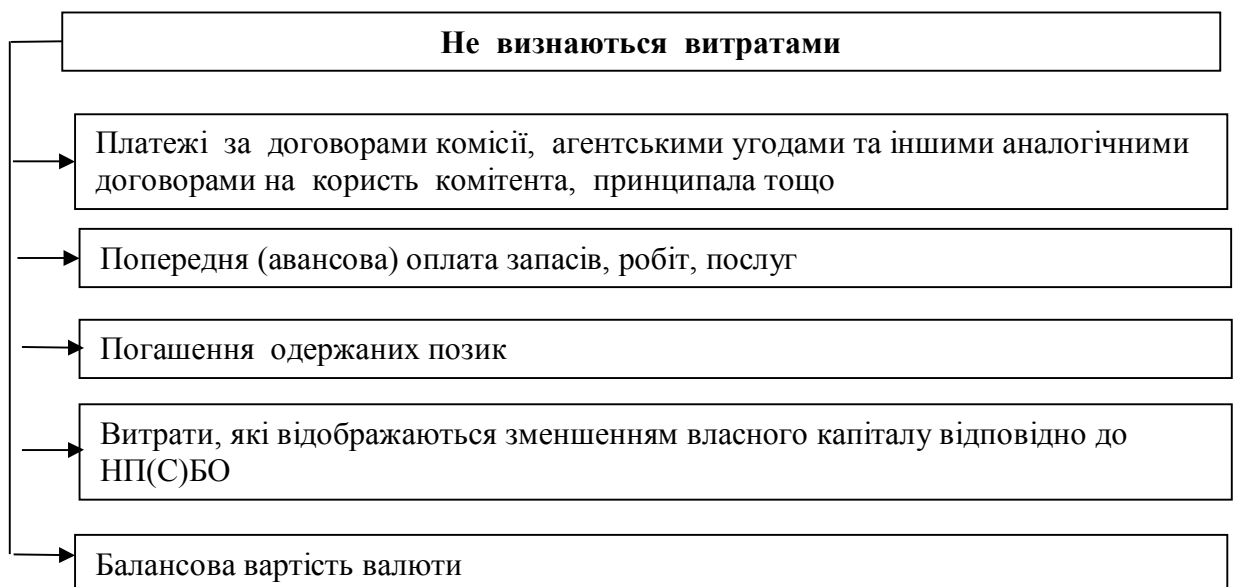 Не визнаються витратами
Платежі за договорами комісії, агентськими угодами та іншими аналогічними
договорами на користь комітента, принципала тощо
Попередня (авансова) оплата запасів, робіт, послуг
Погашення одержаних позик
Витрати, які відображаються зменшенням власного капіталу відповідно до
НП(С)БО
Балансова вартість валюти